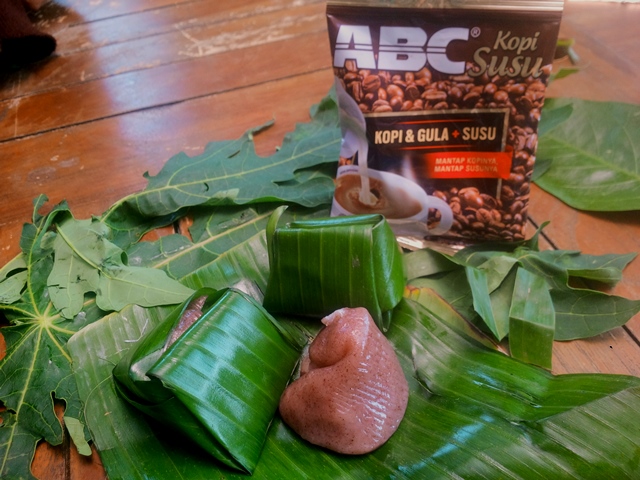 ABC®
Kopi
Susu
KOPI & GULA + SUSU
MANTAP KOPINYA,
MANTAP SUSUNYA